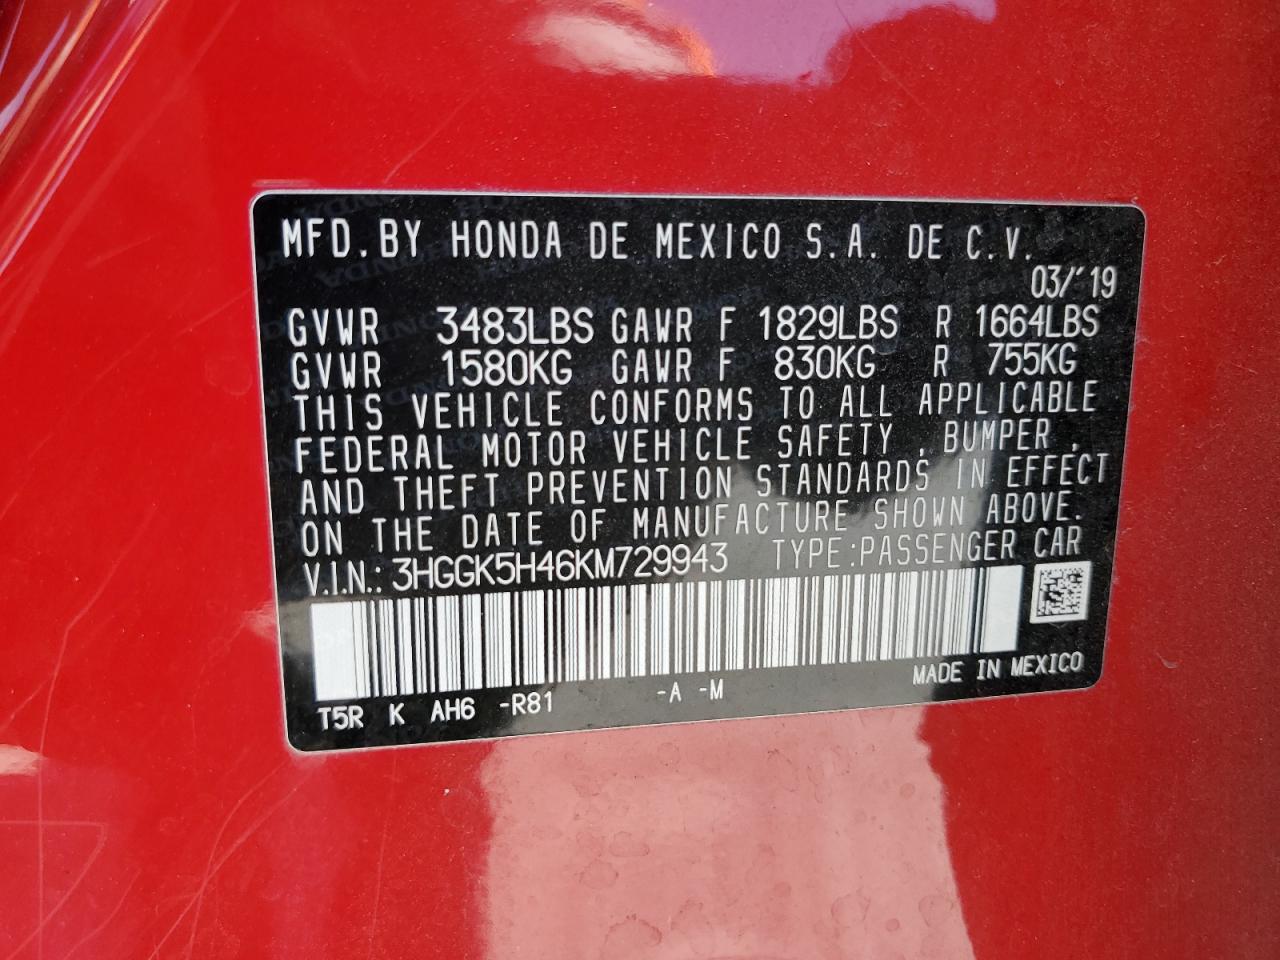 MFD.BY HONDA DE MEXICO S.A. DE C.V.
03/'19
GVWR 3483LBS GAWR F 1829LBS R 1664LBS
GVWR 1580KG GAWR F 830KG R 755KG
THIS VEHICLE CONFORMS TO ALL APPLICABLE
FEDERAL MOTOR VEHICLE SAFETY , BUMPER ,
AND THEFT PREVENTION STANDARDS IN EFFECT
ON THE DATE OF MANUFACTURE SHOWN ABOVE.
V.I.N.: 3HGGK5H46KM729943 TYPE:PASSENGER CAR
T5R K AH6 -R81 -A -M MADE IN MEXICO